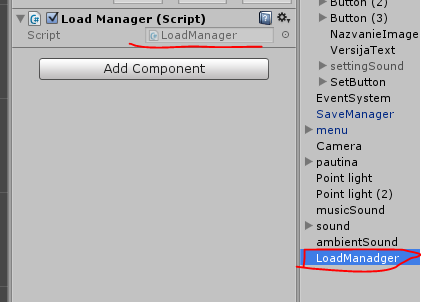 Load Manager (Script)
Script LoadManager
Add Component
Button (2)
Button (3)
NazvanieImage
VersijaText
settingSound
SetButton
EventSystem
SaveManager
menu
Camera
pautina
Point light
Point light (2)
musicSound
sound
ambientSound
LoadManadger